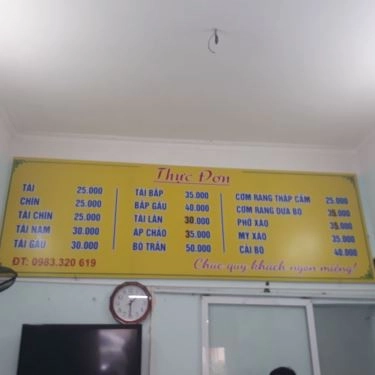 Thực Đơn
TÁI 25.000
CHÍN 25.000
TÁI CHÍN 25.000
TÁI NẠM 30.000
TÁI GẦU 30.000
TÁI BẮP 35.000
BẮP GẦU 40.000
TÁI LĂN 30.000
ÁP CHẢO 35.000
BÒ TRẦN 50.000
CƠM RANG THẬP CẨM 25.000
CƠM RANG DƯA BÒ 35.000
PHỞ XÀO 35.000
MỲ XÀO 35.000
CẢI BÒ 40.000
ĐT: 0983.320 619
Chúc quý khách ngon miệng!